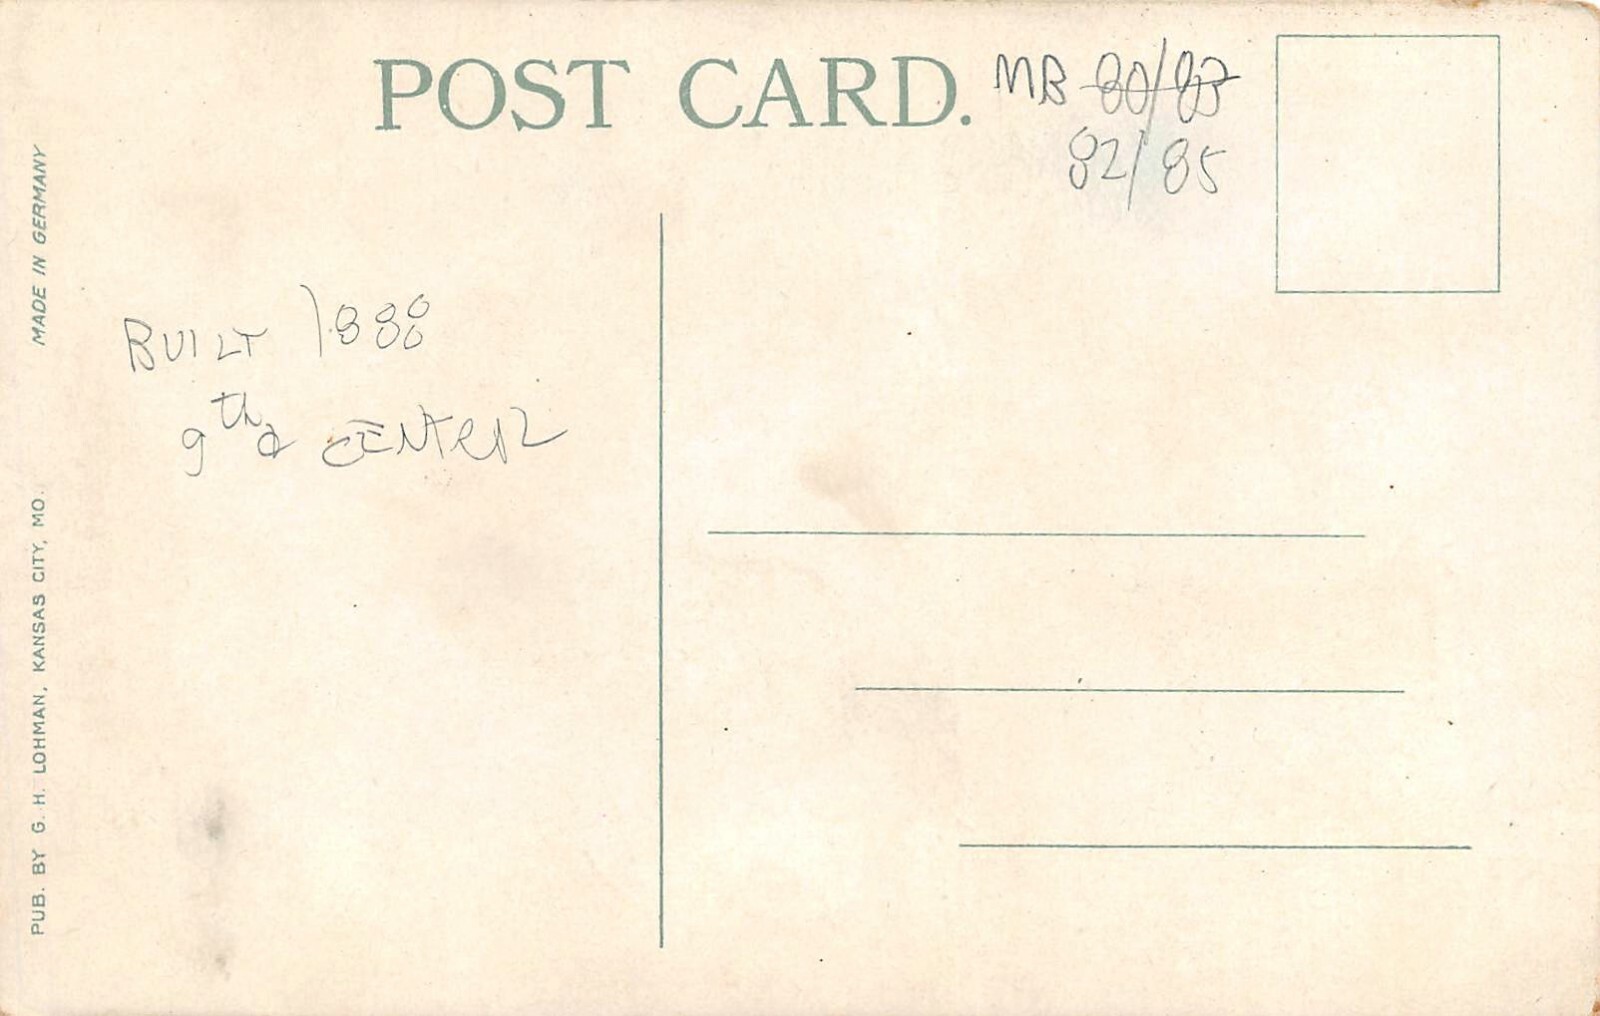 POST CARD.
MB 80/83
82/85
MADE IN GERMANY
BUILT 1888
9th & CENTRAL
PUB. BY G. H. LOHMAN, KANSAS CITY, MO.